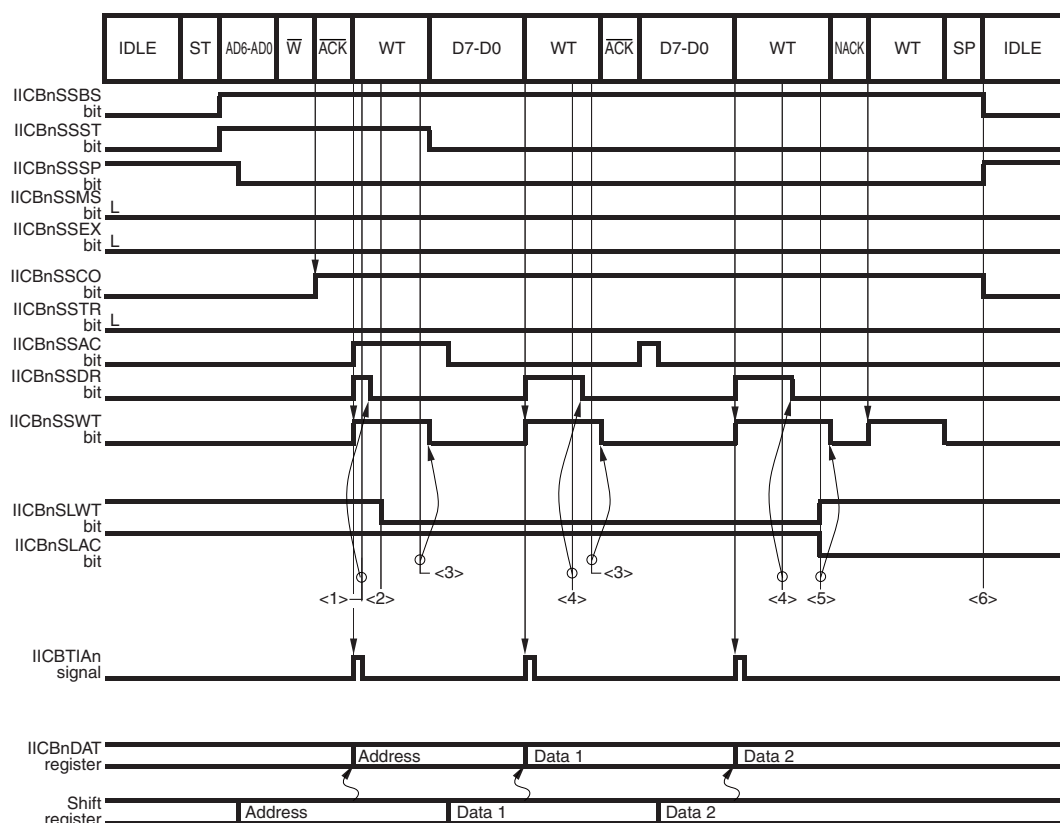 IDLE ST AD6-AD0 W ACK WT D7-D0 WT ACK D7-D0 WT NACK WT SP IDLE
IICBnSSBS
bit
IICBnSSST
bit
IICBnSSSP
bit
IICBnSSMS
bit L
IICBnSSEX
bit L
IICBnSSCO
bit
IICBnSSTR
bit L
IICBnSSAC
bit
IICBnSSDR
bit
IICBnSSWT
bit
IICBnSLWT
bit
IICBnSLAC
bit
<3> <3>
<1> <2> <4> <4> <5> <6>
IICBTIAn
signal
IICBnDAT
register Address Data 1 Data 2
Shift
register Address Data 1 Data 2